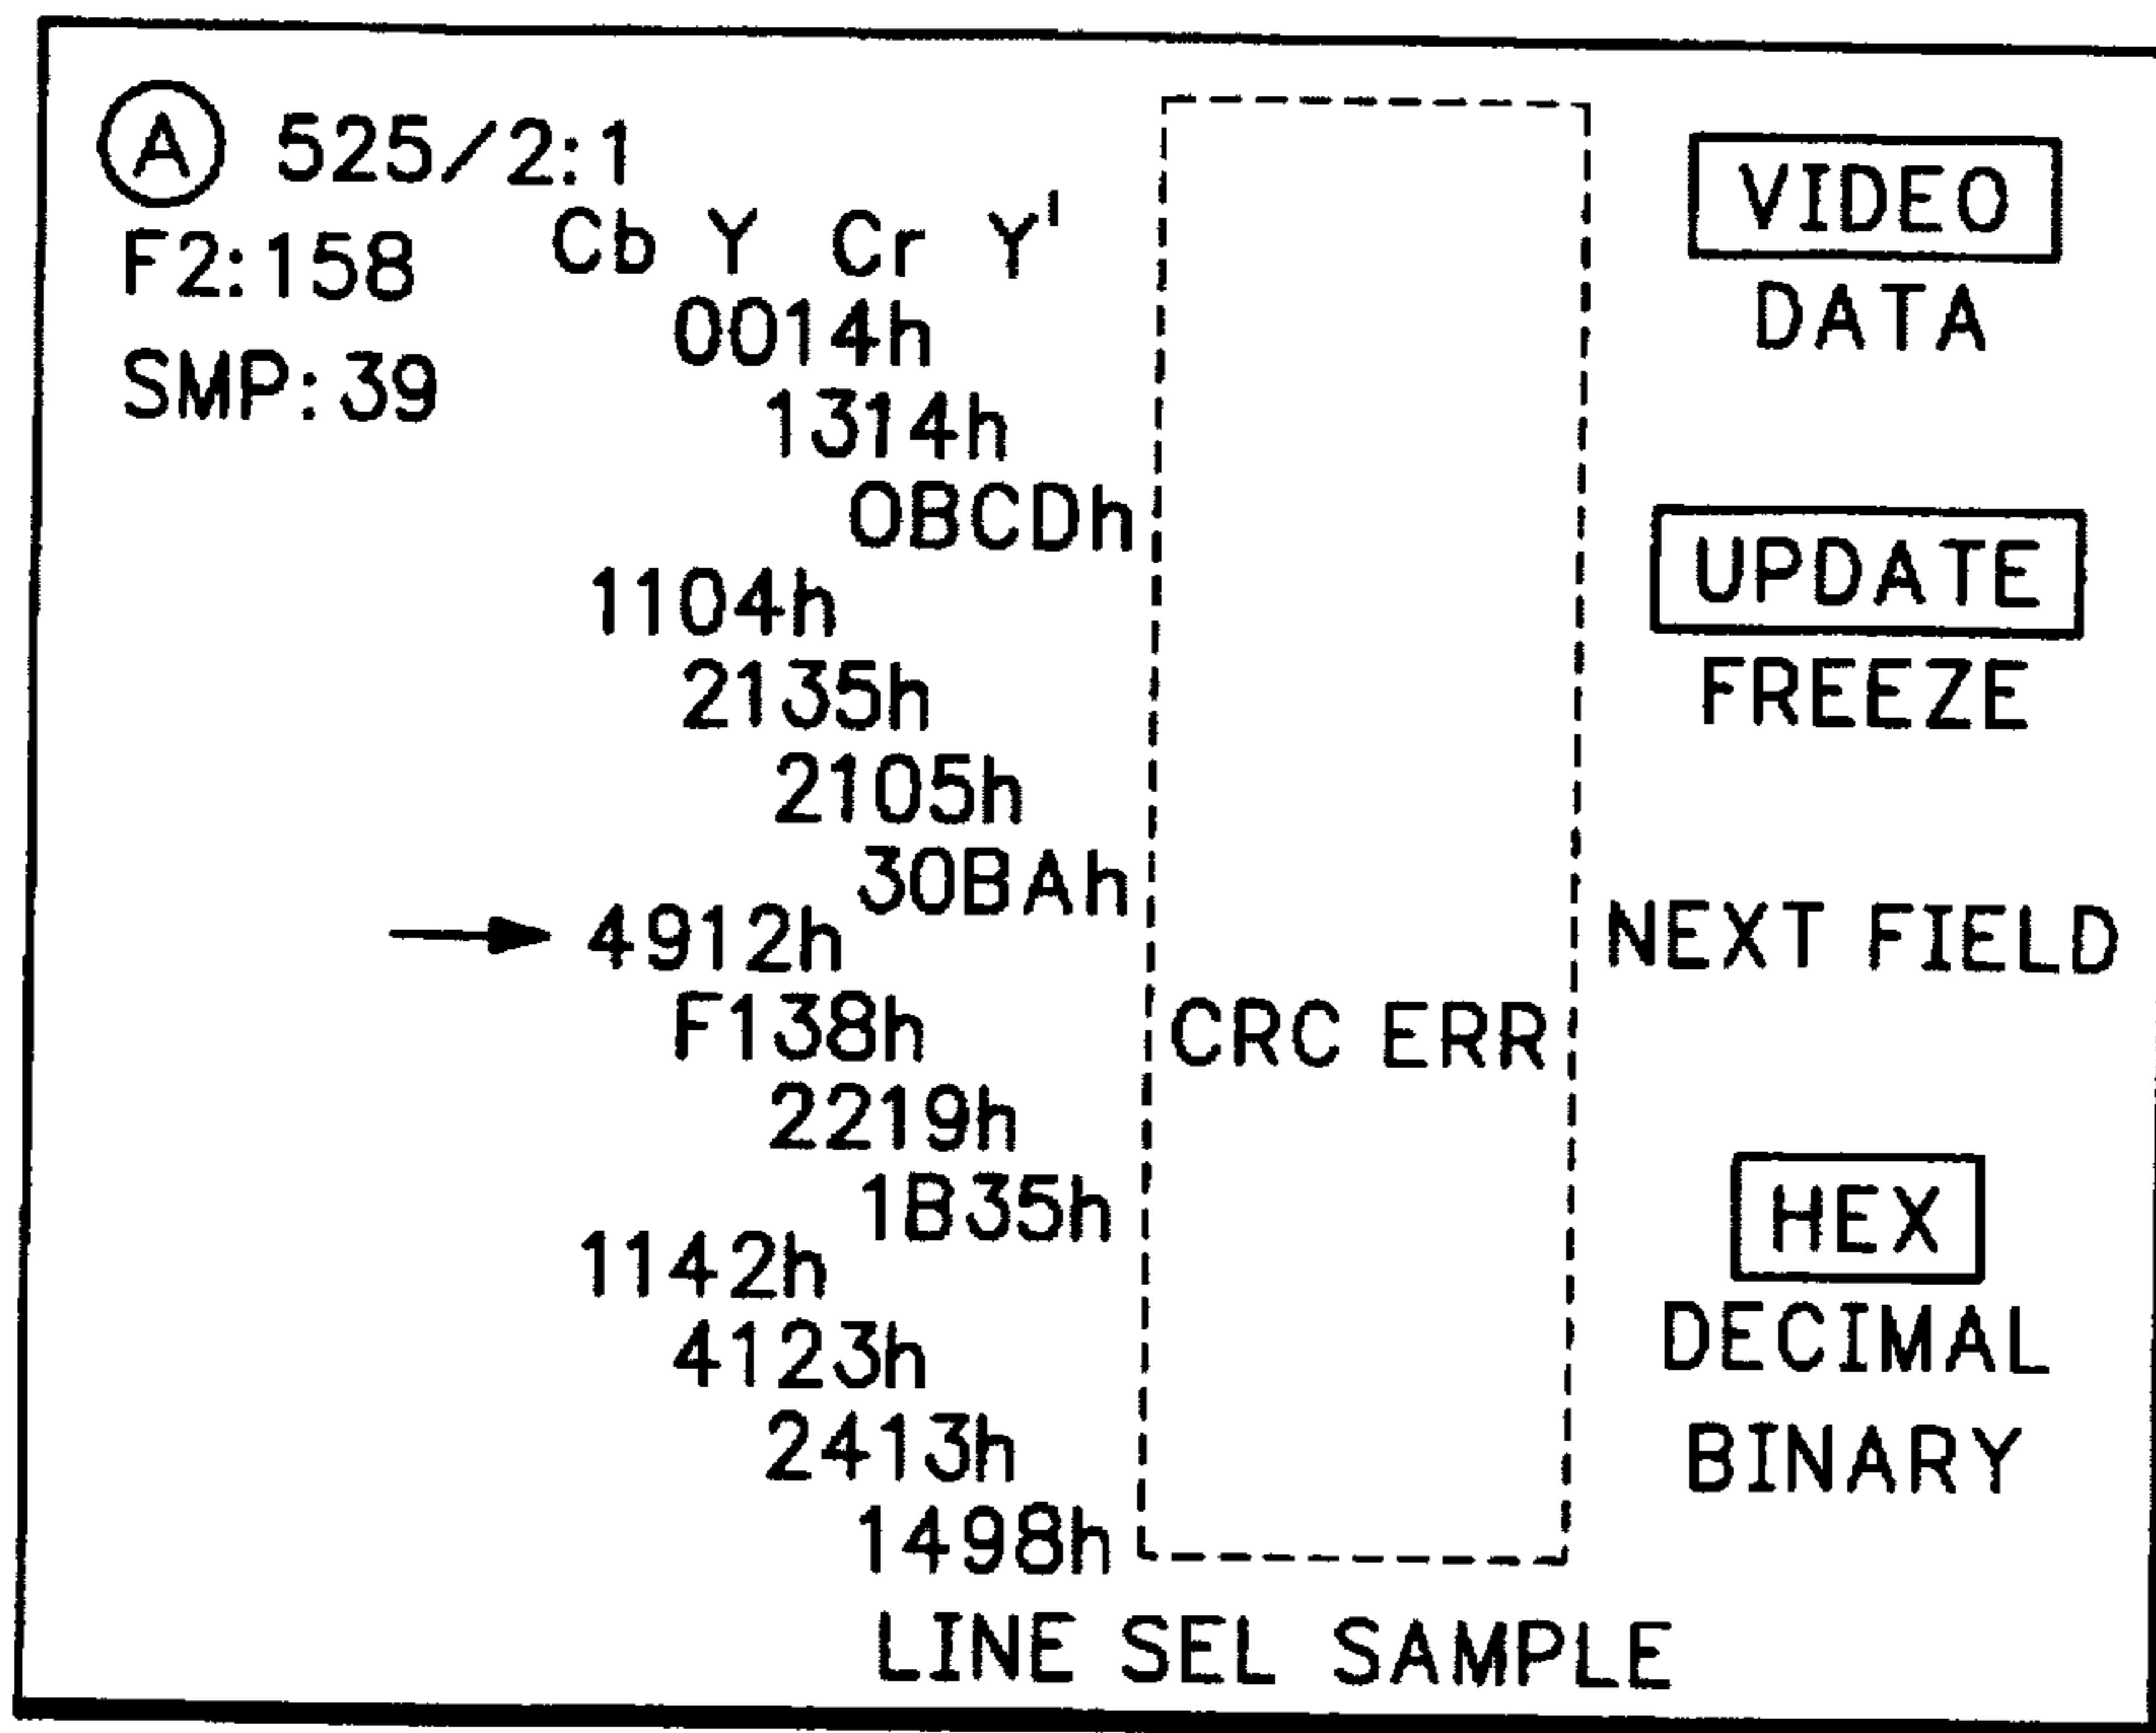 A 525/2:1
F2:158
SMP:39
Cb Y Cr Y'
0014h
1314h
0BCDh
1104h
2135h
2105h
30BAh
4912h
F138h
2219h
1B35h
1142h
4123h
2413h
1498h
CRC ERR
VIDEO
DATA
UPDATE
FREEZE
NEXT FIELD
HEX
DECIMAL
BINARY
LINE SEL SAMPLE